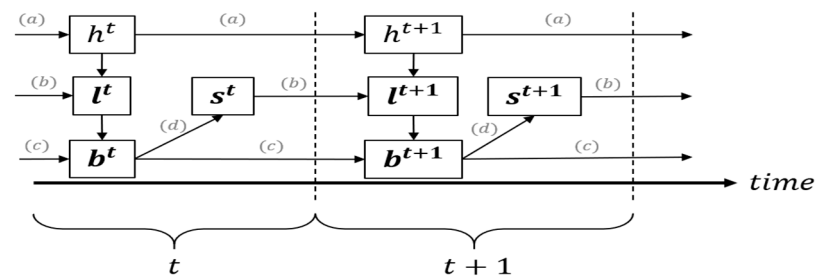 (a) h^t (a) h^{t+1} (a)
(b) l^t s^t (b) l^{t+1} s^{t+1} (b)
(d) (d)
(c) b^t (c) b^{t+1} (c)
time
t t + 1